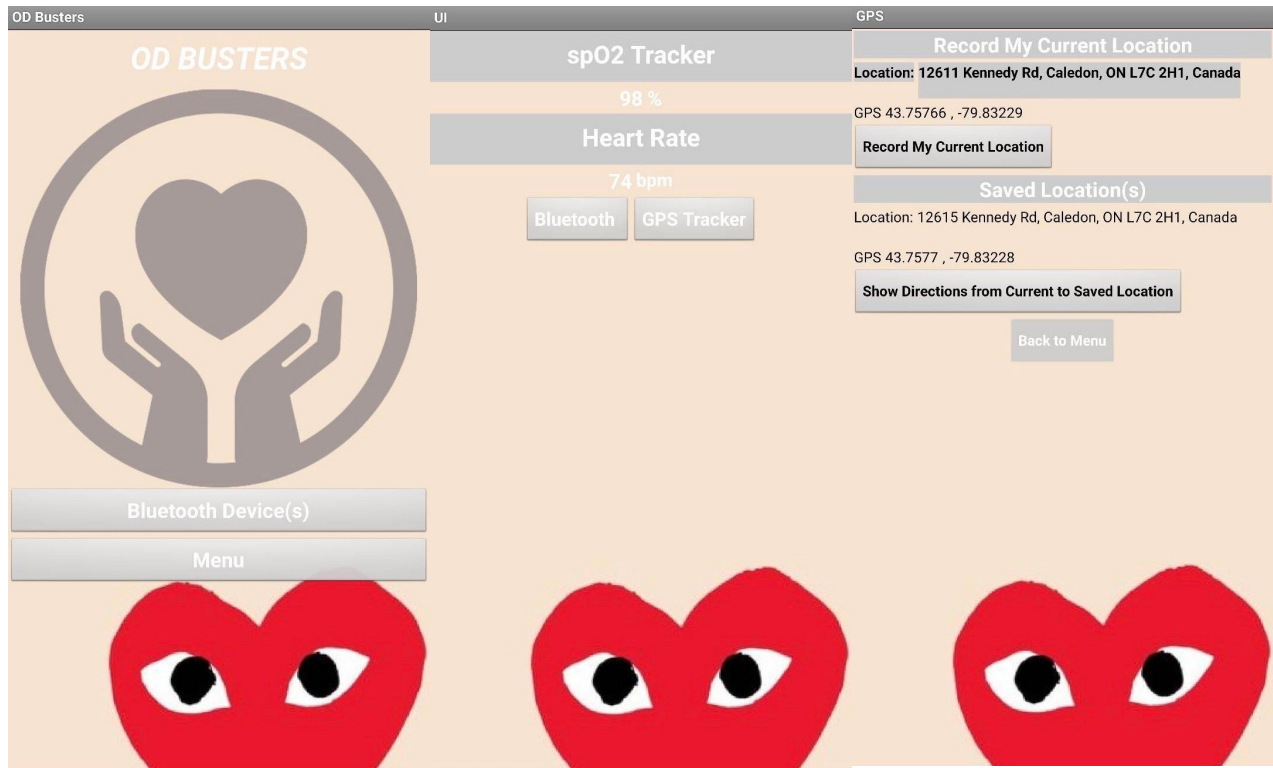 OD Busters
OD BUSTERS
Bluetooth Device(s)
Menu
UI
spO2 Tracker
98 %
Heart Rate
74 bpm
Bluetooth
GPS Tracker
GPS
Record My Current Location
Location: 12611 Kennedy Rd, Caledon, ON L7C 2H1, Canada
GPS 43.75766 , -79.83229
Record My Current Location
Saved Location(s)
Location: 12615 Kennedy Rd, Caledon, ON L7C 2H1, Canada
GPS 43.7577 , -79.83228
Show Directions from Current to Saved Location
Back to Menu